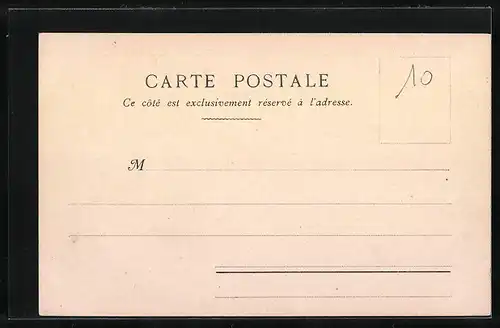 10
CARTE POSTALE
Ce côté est exclusivement réservé à l'adresse.
M